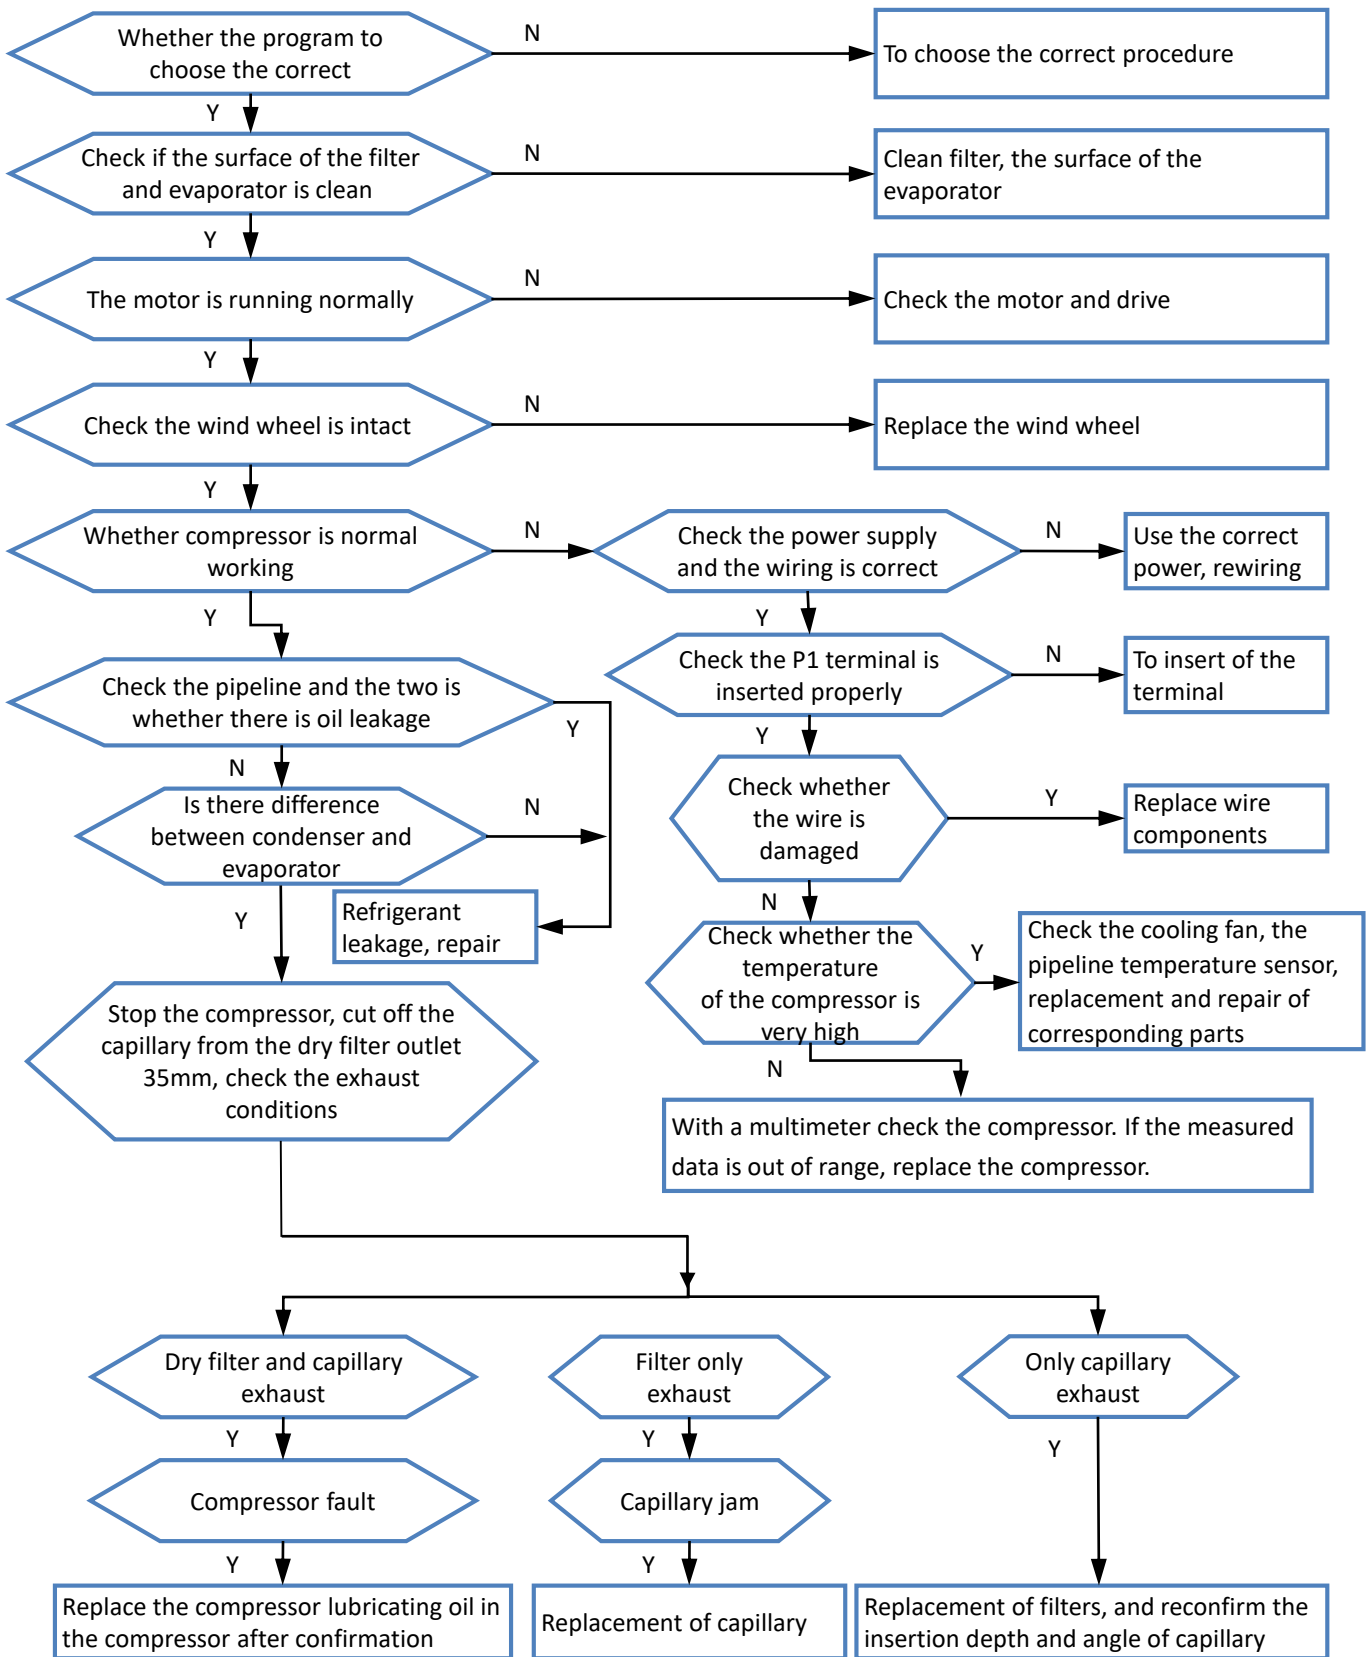 Whether the program to
choose the correct
N
To choose the correct procedure
Y
Check if the surface of the filter
and evaporator is clean
N
Clean filter, the surface of the
evaporator
Y
The motor is running normally
N
Check the motor and drive
Y
Check the wind wheel is intact
N
Replace the wind wheel
Y
Whether compressor is normal
working
N
Check the power supply
and the wiring is correct
N
Use the correct
power, rewiring
Y
Y
Check the pipeline and the two is
whether there is oil leakage
Y
Check the P1 terminal is
inserted properly
N
To insert of the
terminal
N
Y
Is there difference
between condenser and
evaporator
N
Check whether
the wire is
damaged
Y
Replace wire
components
Y
Refrigerant
leakage, repair
N
Check whether the
temperature
of the compressor is
very high
Y
Check the cooling fan, the
pipeline temperature sensor,
replacement and repair of
corresponding parts
Stop the compressor, cut off the
capillary from the dry filter outlet
35mm, check the exhaust
conditions
N
With a multimeter check the compressor. If the measured
data is out of range, replace the compressor.
Dry filter and capillary
exhaust
Filter only
exhaust
Only capillary
exhaust
Y
Y
Y
Compressor fault
Capillary jam
Y
Y
Replace the compressor lubricating oil in
the compressor after confirmation
Replacement of capillary
Replacement of filters, and reconfirm the
insertion depth and angle of capillary